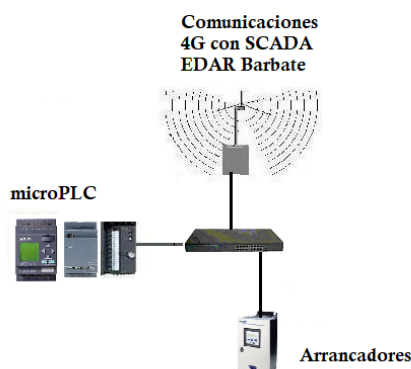 Comunicaciones
4G con SCADA
EDAR Barbate
microPLC
Arrancadores